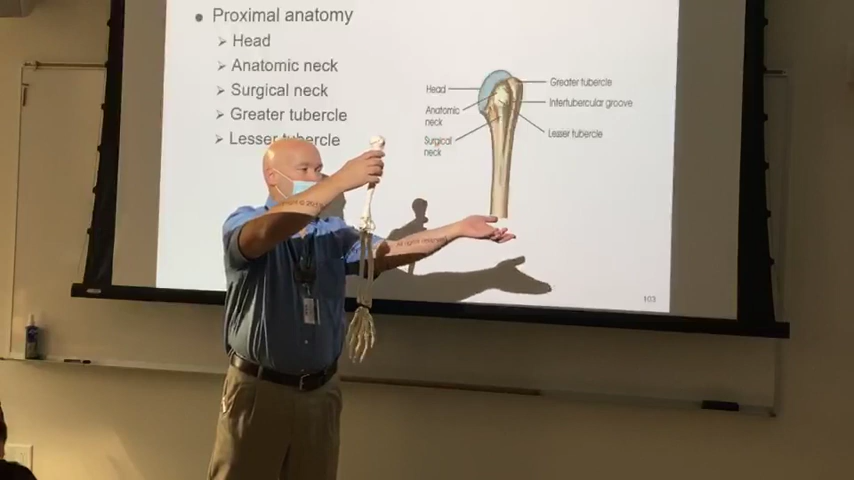 Proximal anatomy
Head
Anatomic neck
Surgical neck
Greater tubercle
Lesser tubercle
Head
Anatomic
neck
Surgical
neck
Greater tubercle
Intertubercular groove
Lesser tubercle
103